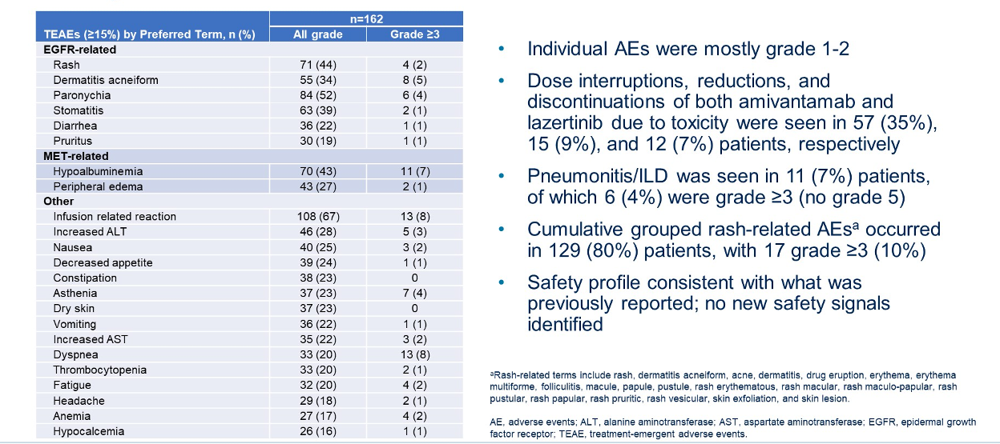 n=162
TEAEs (≥15%) by Preferred Term, n (%) All grade Grade ≥3
EGFR-related
Rash 71 (44) 4 (2)
Dermatitis acneiform 55 (34) 8 (5)
Paronychia 84 (52) 6 (4)
Stomatitis 63 (39) 2 (1)
Diarrhea 36 (22) 1 (1)
Pruritus 30 (19) 1 (1)
MET-related
Hypoalbuminemia 70 (43) 11 (7)
Peripheral edema 43 (27) 2 (1)
Other
Infusion related reaction 108 (67) 13 (8)
Increased ALT 46 (28) 5 (3)
Nausea 40 (25) 3 (2)
Decreased appetite 39 (24) 1 (1)
Constipation 38 (23) 0
Asthenia 37 (23) 7 (4)
Dry skin 37 (23) 0
Vomiting 36 (22) 1 (1)
Increased AST 35 (22) 3 (2)
Dyspnea 33 (20) 13 (8)
Thrombocytopenia 33 (20) 2 (1)
Fatigue 32 (20) 4 (2)
Headache 29 (18) 2 (1)
Anemia 27 (17) 4 (2)
Hypocalcemia 26 (16) 1 (1)
• Individual AEs were mostly grade 1-2
• Dose interruptions, reductions, and
discontinuations of both amivantamab and
lazertinib due to toxicity were seen in 57 (35%),
15 (9%), and 12 (7%) patients, respectively
• Pneumonitis/ILD was seen in 11 (7%) patients,
of which 6 (4%) were grade ≥3 (no grade 5)
• Cumulative grouped rash-related AEsᵃ occurred
in 129 (80%) patients, with 17 grade ≥3 (10%)
• Safety profile consistent with what was
previously reported; no new safety signals
identified
ᵃRash-related terms include rash, dermatitis acneiform, acne, dermatitis, drug eruption, erythema, erythema
multiforme, folliculitis, macule, papule, pustule, rash erythematous, rash macular, rash maculo-papular, rash
pustular, rash papular, rash pruritic, rash vesicular, skin exfoliation, and skin lesion.
AE, adverse events; ALT, alanine aminotransferase; AST, aspartate aminotransferase; EGFR, epidermal growth
factor receptor; TEAE, treatment-emergent adverse events.